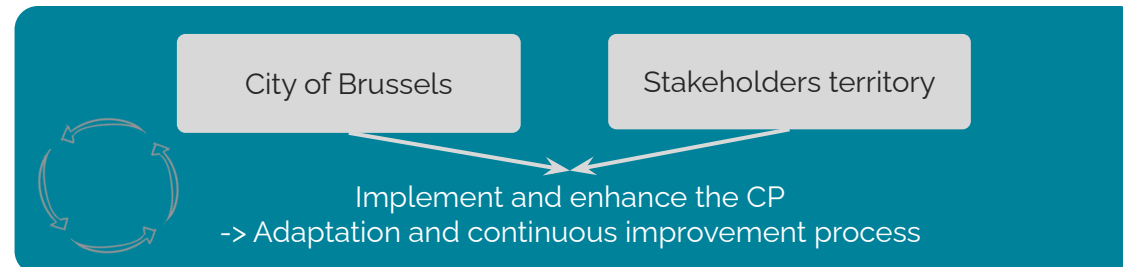 City of Brussels
Stakeholders territory
Implement and enhance the CP
-> Adaptation and continuous improvement process